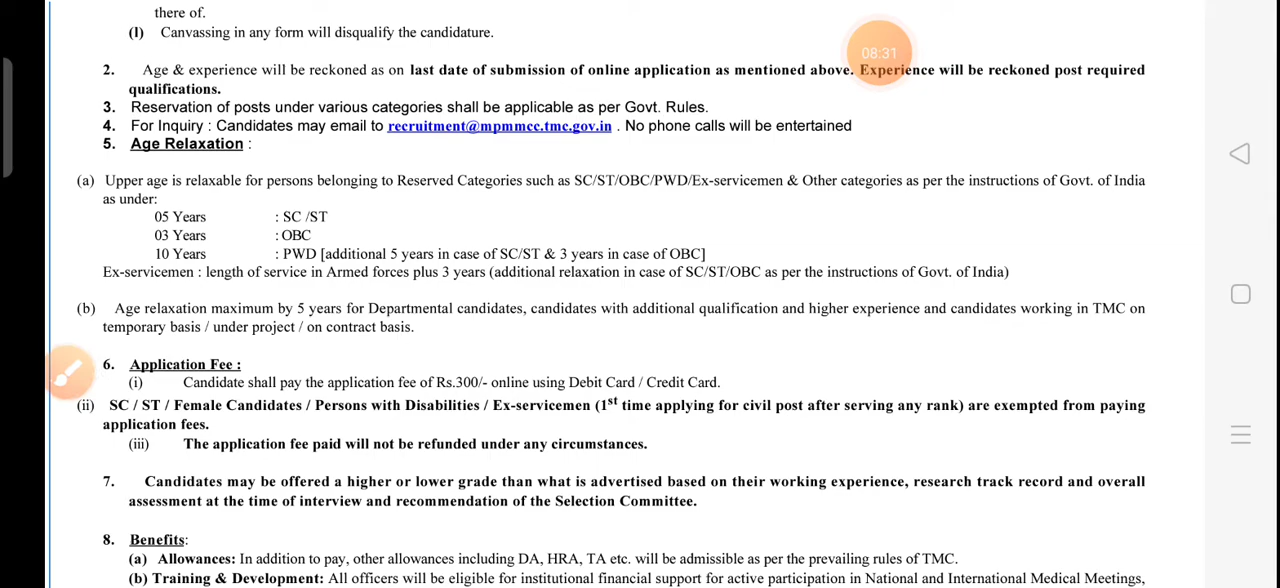 there of.
(l) Canvassing in any form will disqualify the candidature.
08:31
2. Age & experience will be reckoned as on last date of submission of online application as mentioned above. Experience will be reckoned post required
qualifications.
3. Reservation of posts under various categories shall be applicable as per Govt. Rules.
4. For Inquiry : Candidates may email to recruitment@mpmmcc.tmc.gov.in . No phone calls will be entertained
5. Age Relaxation :
(a) Upper age is relaxable for persons belonging to Reserved Categories such as SC/ST/OBC/PWD/Ex-servicemen & Other categories as per the instructions of Govt. of India
as under:
05 Years : SC /ST
03 Years : OBC
10 Years : PWD [additional 5 years in case of SC/ST & 3 years in case of OBC]
Ex-servicemen : length of service in Armed forces plus 3 years (additional relaxation in case of SC/ST/OBC as per the instructions of Govt. of India)
(b) Age relaxation maximum by 5 years for Departmental candidates, candidates with additional qualification and higher experience and candidates working in TMC on
temporary basis / under project / on contract basis.
6. Application Fee :
(i) Candidate shall pay the application fee of Rs.300/- online using Debit Card / Credit Card.
(ii) SC / ST / Female Candidates / Persons with Disabilities / Ex-servicemen (1st time applying for civil post after serving any rank) are exempted from paying
application fees.
(iii) The application fee paid will not be refunded under any circumstances.
7. Candidates may be offered a higher or lower grade than what is advertised based on their working experience, research track record and overall
assessment at the time of interview and recommendation of the Selection Committee.
8. Benefits:
(a) Allowances: In addition to pay, other allowances including DA, HRA, TA etc. will be admissible as per the prevailing rules of TMC.
(b) Training & Development: All officers will be eligible for institutional financial support for active participation in National and International Medical Meetings,